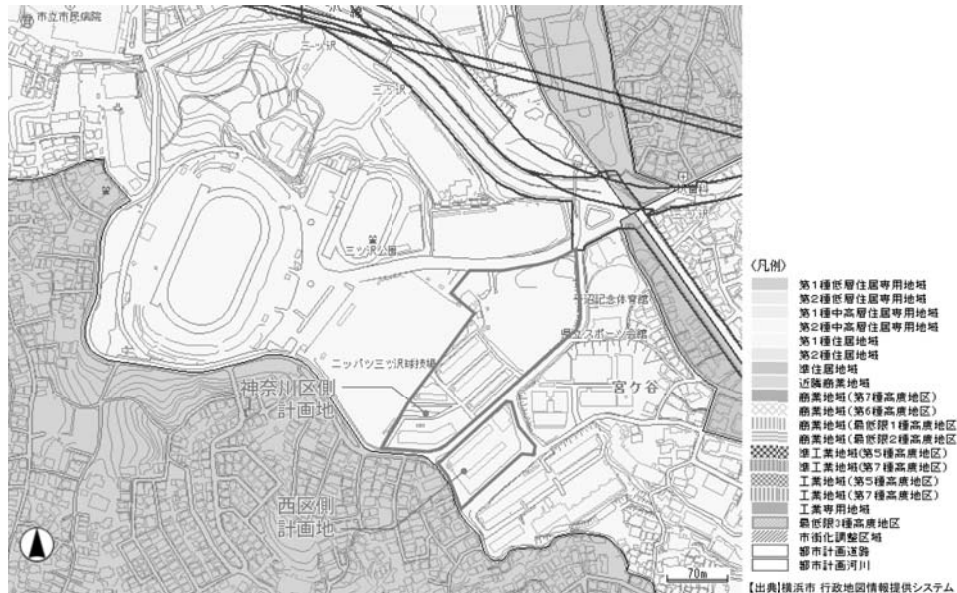 市立市民病院
三ツ沢
三ツ沢
三ツ沢
三ツ沢公園
平沼記念体育館
県立スポーツ会館
ニッパツ三ツ沢球技場
宮ケ谷
神奈川区側
計画地
西区側
計画地
70m
〈凡例〉
第1種低層住居専用地域
第2種低層住居専用地域
第1種中高層住居専用地域
第2種中高層住居専用地域
第1種住居地域
第2種住居地域
準住居地域
近隣商業地域
商業地域(第7種高度地区)
商業地域(第6種高度地区)
商業地域(最低限1種高度地区)
商業地域(最低限2種高度地区)
準工業地域(第5種高度地区)
準工業地域(第7種高度地区)
工業地域(第5種高度地区)
工業地域(第7種高度地区)
工業専用地域
最低限3種高度地区
市街化調整区域
都市計画道路
都市計画河川
【出典】横浜市 行政地図情報提供システム